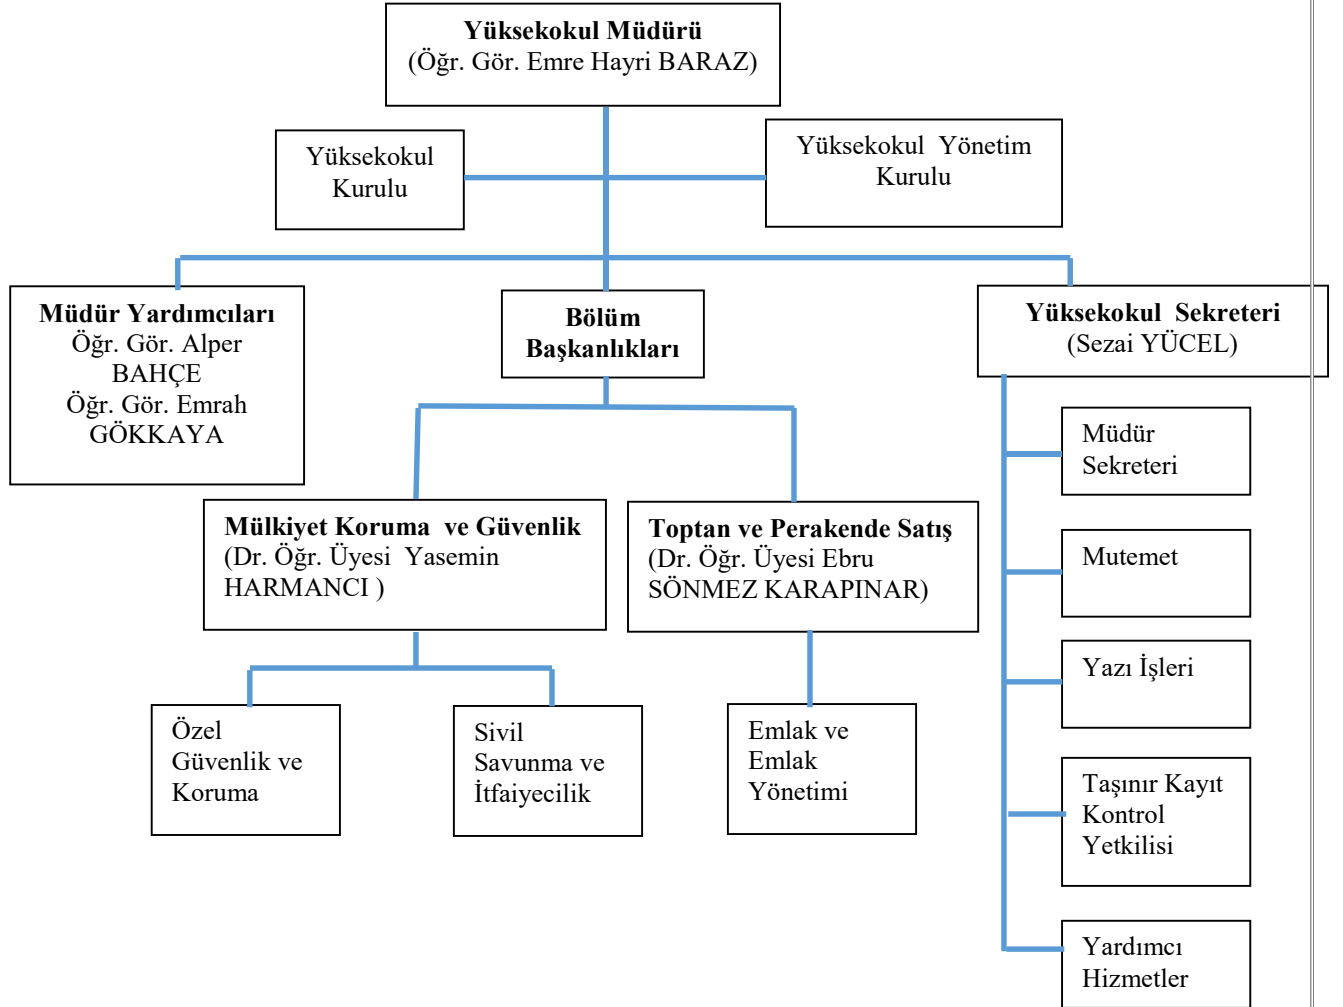 Yüksekokul Müdürü
(Öğr. Gör. Emre Hayri BARAZ)
Yüksekokul
Kurulu
Yüksekokul Yönetim
Kurulu
Müdür Yardımcıları
Öğr. Gör. Alper
BAHÇE
Öğr. Gör. Emrah
GÖKKAYA
Bölüm
Başkanlıkları
Yüksekokul Sekreteri
(Sezai YÜCEL)
Mülkiyet Koruma ve Güvenlik
(Dr. Öğr. Üyesi Yasemin
HARMANCI )
Toptan ve Perakende Satış
(Dr. Öğr. Üyesi Ebru
SÖNMEZ KARAPINAR)
Özel
Güvenlik ve
Koruma
Sivil
Savunma ve
İtfaiyecilik
Emlak ve
Emlak
Yönetimi
Müdür
Sekreteri
Mutemet
Yazı İşleri
Taşınır Kayıt
Kontrol
Yetkilisi
Yardımcı
Hizmetler